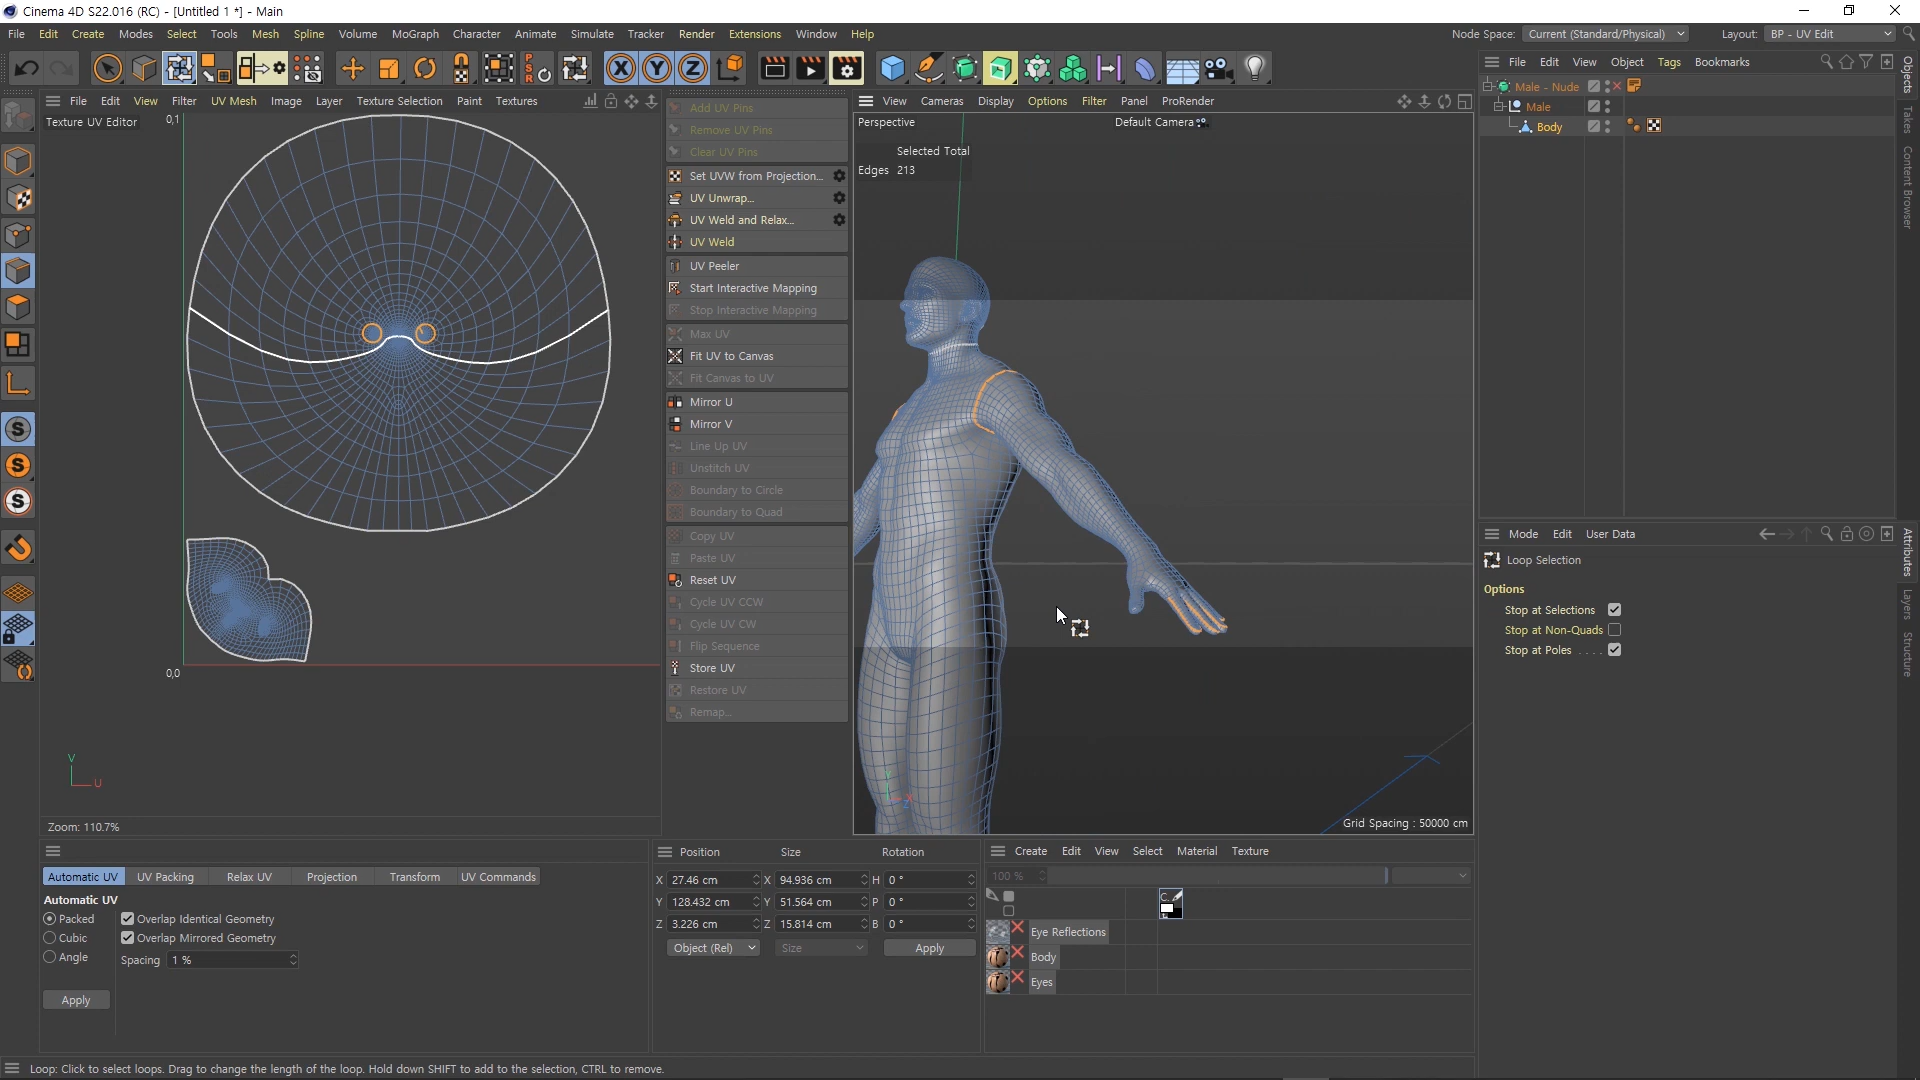 Cinema 4D S22.016 (RC) - [Untitled 1 *] - Main
File Edit Create Modes Select Tools Mesh Spline Volume MoGraph Character Animate Simulate Tracker Render Extensions Window Help
Node Space: Current (Standard/Physical) Layout: BP - UV Edit
X Y Z
PSR
File Edit View Filter UV Mesh Image Layer Texture Selection Paint Textures
Texture UV Editor
0,1
0,0
V
U
Zoom: 110.7%
Add UV Pins
Remove UV Pins
Clear UV Pins
Set UVW from Projection...
UV Unwrap...
UV Weld and Relax...
UV Weld
UV Peeler
Start Interactive Mapping
Stop Interactive Mapping
Max UV
Fit UV to Canvas
Fit Canvas to UV
Mirror U
Mirror V
Line Up UV
Unstitch UV
Boundary to Circle
Boundary to Quad
Copy UV
Paste UV
Reset UV
Cycle UV CCW
Cycle UV CW
Flip Sequence
Store UV
Restore UV
Remap...
View Cameras Display Options Filter Panel ProRender
Perspective
Default Camera
Selected Total
Edges 213
Grid Spacing : 50000 cm
File Edit View Object Tags Bookmarks
Male - Nude
Male
Body
Objects
Takes
Content Browser
Mode Edit User Data
Loop Selection
Options
Stop at Selections
Stop at Non-Quads
Stop at Poles . . . .
Attributes
Layers
Structure
Automatic UV UV Packing Relax UV Projection Transform UV Commands
Automatic UV
Packed
Cubic
Angle
Overlap Identical Geometry
Overlap Mirrored Geometry
Spacing 1 %
Apply
Position Size Rotation
X 27.46 cm X 94.936 cm H 0 °
Y 128.432 cm Y 51.564 cm P 0 °
Z 3.226 cm Z 15.814 cm B 0 °
Object (Rel) Size Apply
Create Edit View Select Material Texture
100 %
Eye Reflections
Body
Eyes
Loop: Click to select loops. Drag to change the length of the loop. Hold down SHIFT to add to the selection, CTRL to remove.